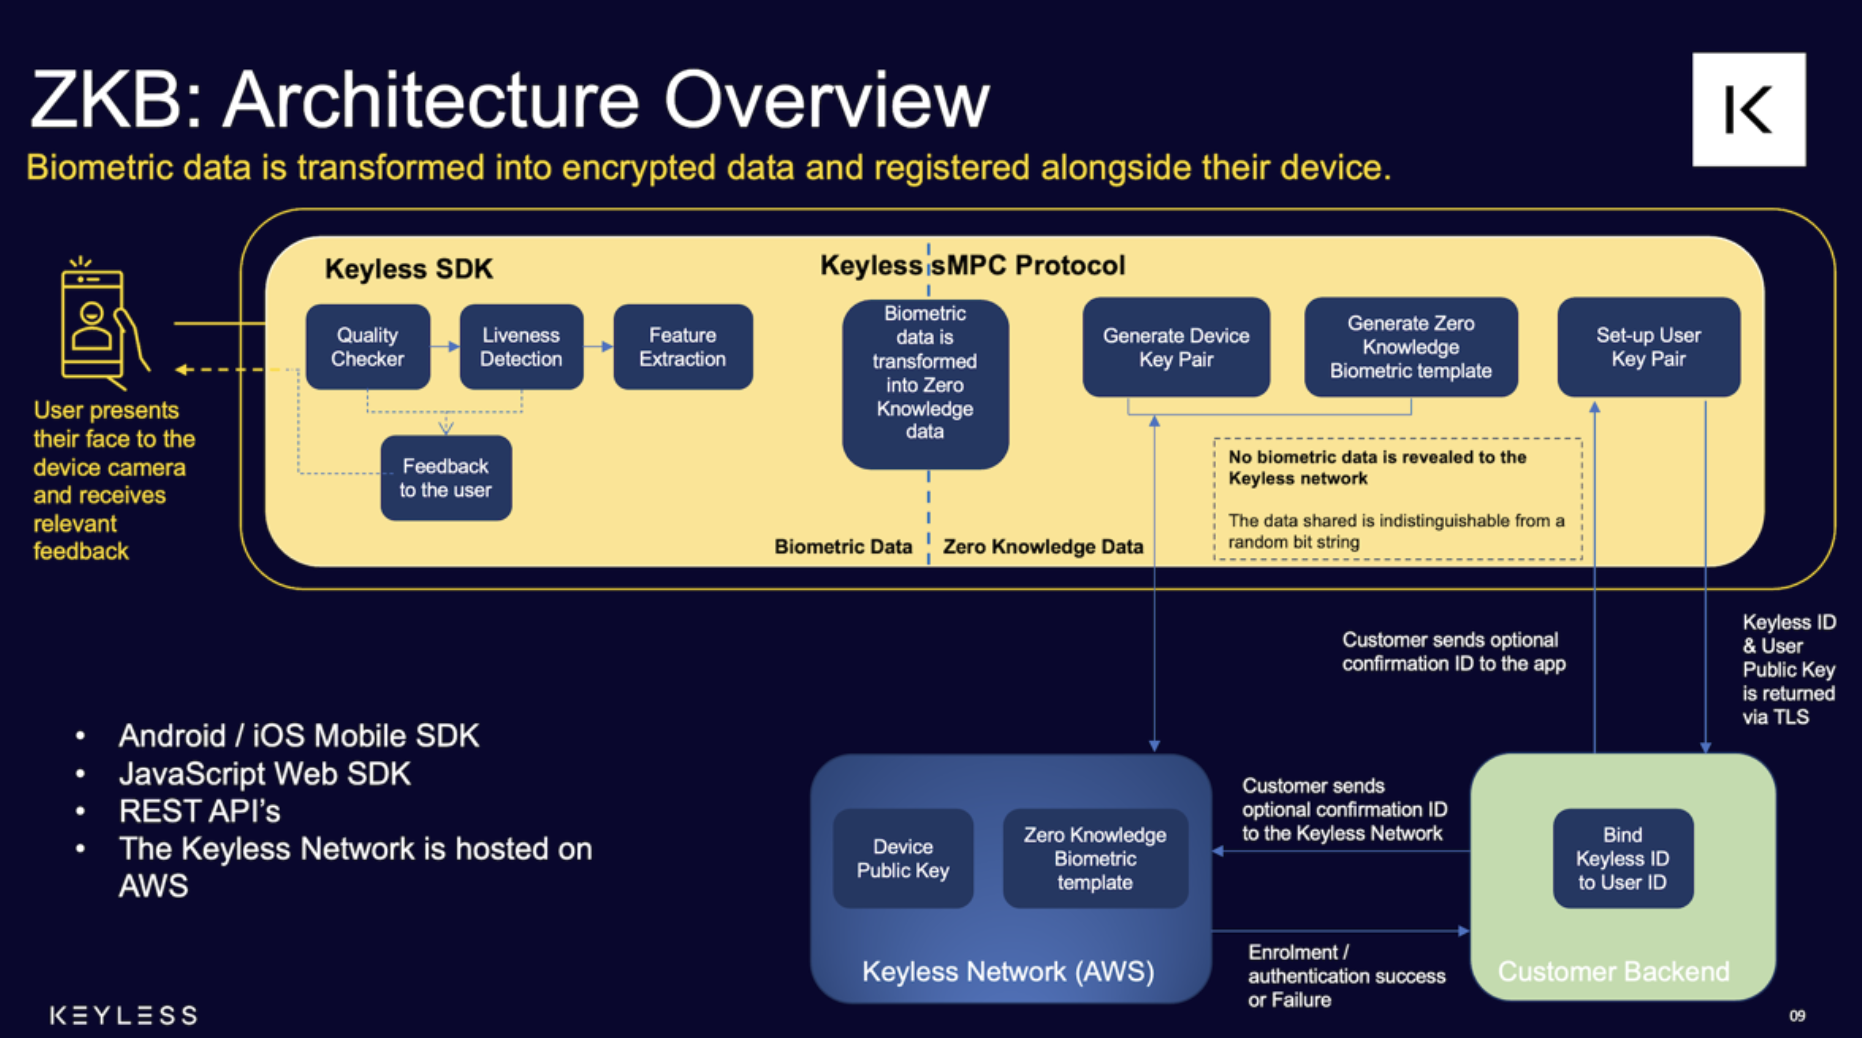 ZKB: Architecture Overview
Biometric data is transformed into encrypted data and registered alongside their device.
User presents
their face to the
device camera
and receives
relevant
feedback
Keyless SDK
Quality
Checker
Liveness
Detection
Feature
Extraction
Feedback
to the user
Keyless sMPC Protocol
Biometric
data is
transformed
into Zero
Knowledge
data
Biometric Data
Zero Knowledge Data
Generate Device
Key Pair
Generate Zero
Knowledge
Biometric template
Set-up User
Key Pair
No biometric data is revealed to the
Keyless network
The data shared is indistinguishable from a
random bit string
Customer sends optional
confirmation ID to the app
Keyless ID
& User
Public Key
is returned
via TLS
• Android / iOS Mobile SDK
• JavaScript Web SDK
• REST API's
• The Keyless Network is hosted on
AWS
Device
Public Key
Zero Knowledge
Biometric
template
Keyless Network (AWS)
Customer sends
optional confirmation ID
to the Keyless Network
Enrolment /
authentication success
or Failure
Bind
Keyless ID
to User ID
Customer Backend
KEYLESS
09